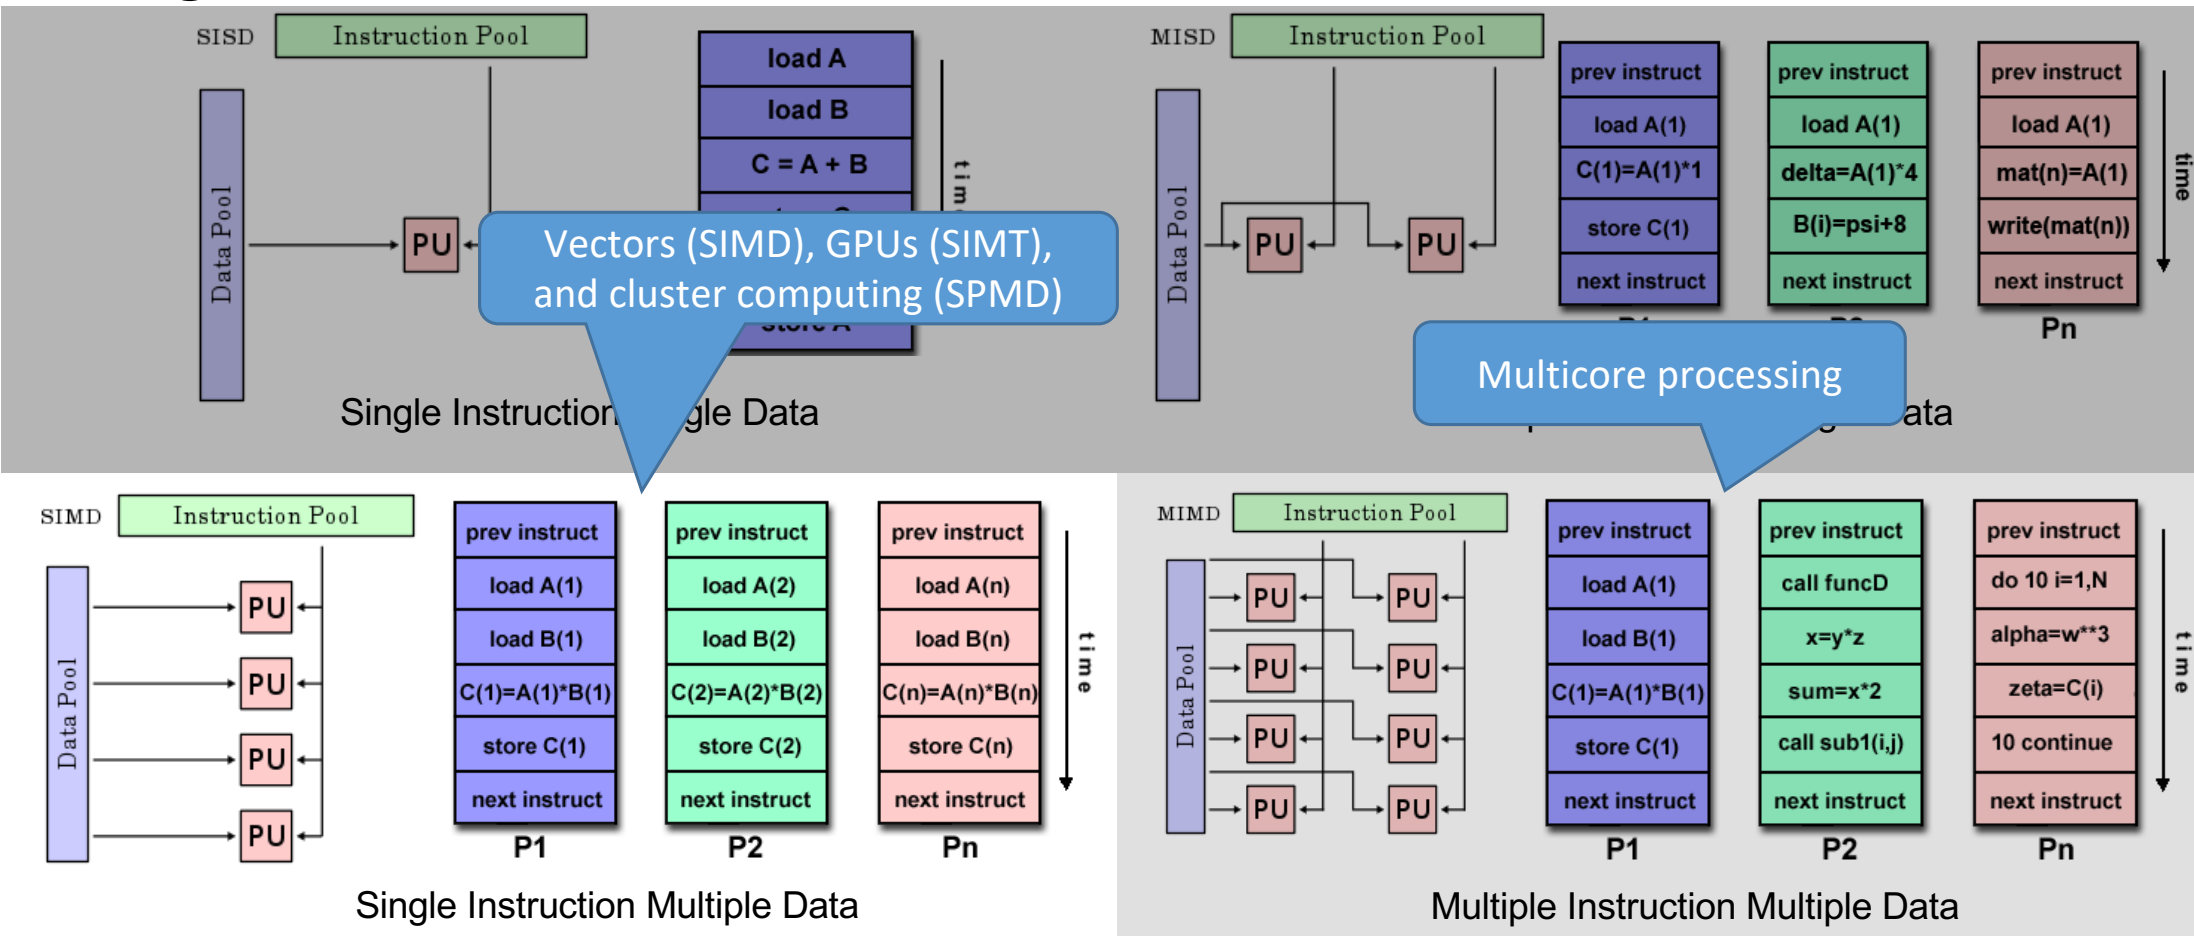 SISD
Instruction Pool
Data Pool
PU
load A
load B
C = A + B
store A
time
Single Instruction
gle Data
Vectors (SIMD), GPUs (SIMT),
and cluster computing (SPMD)
MISD
Instruction Pool
Data Pool
PU
PU
prev instruct
load A(1)
C(1)=A(1)*1
store C(1)
next instruct
prev instruct
load A(1)
delta=A(1)*4
B(i)=psi+8
next instruct
prev instruct
load A(1)
mat(n)=A(1)
write(mat(n))
next instruct
Pn
time
ata
Multicore processing
SIMD
Instruction Pool
Data Pool
PU
PU
PU
PU
prev instruct
load A(1)
load B(1)
C(1)=A(1)*B(1)
store C(1)
next instruct
P1
prev instruct
load A(2)
load B(2)
C(2)=A(2)*B(2)
store C(2)
next instruct
P2
prev instruct
load A(n)
load B(n)
C(n)=A(n)*B(n)
store C(n)
next instruct
Pn
time
Single Instruction Multiple Data
MIMD
Instruction Pool
Data Pool
PU
PU
PU
PU
PU
PU
PU
PU
prev instruct
load A(1)
load B(1)
C(1)=A(1)*B(1)
store C(1)
next instruct
P1
prev instruct
call funcD
x=y*z
sum=x*2
call sub1(i,j)
next instruct
P2
prev instruct
do 10 i=1,N
alpha=w**3
zeta=C(i)
10 continue
next instruct
Pn
time
Multiple Instruction Multiple Data